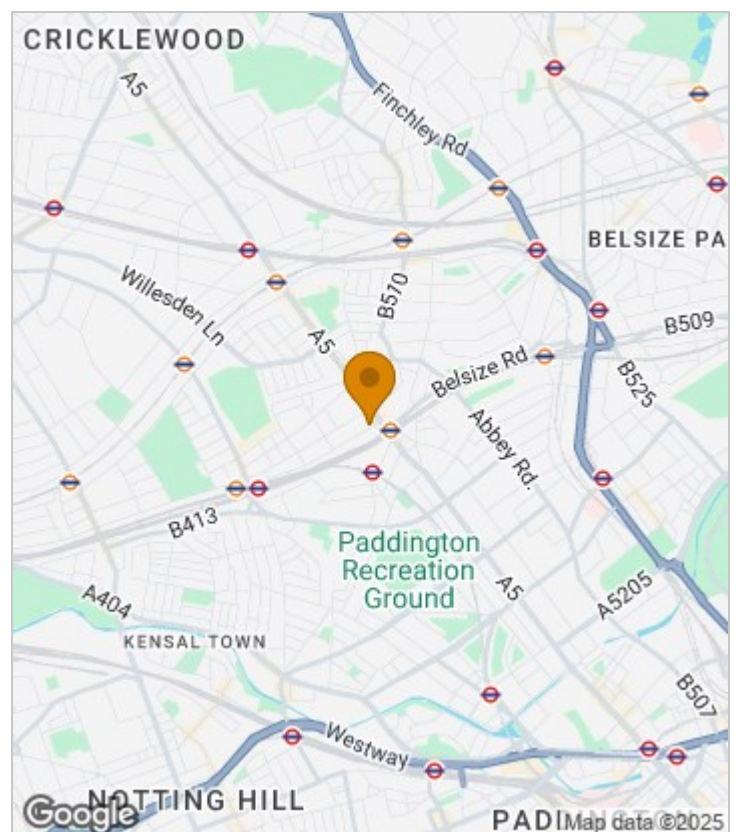 CRICKLEWOOD
A5
Finchley Rd
BELSIZE PA
Willesden Ln
B510
A5
B509
Belsize Rd
B525
Abbey Rd.
B413
Paddington
Recreation
Ground
A5
A404
A5205
KENSAL TOWN
B507
Westway
Google
NOTTING HILL
Map data ©2025